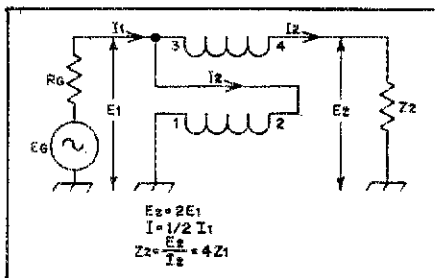 I1
I2
3 4
RG
E1
I2
E2
Z2
1 2
EG
E2=2E1
I=1/2 I1
Z2=E2/I2=4Z1